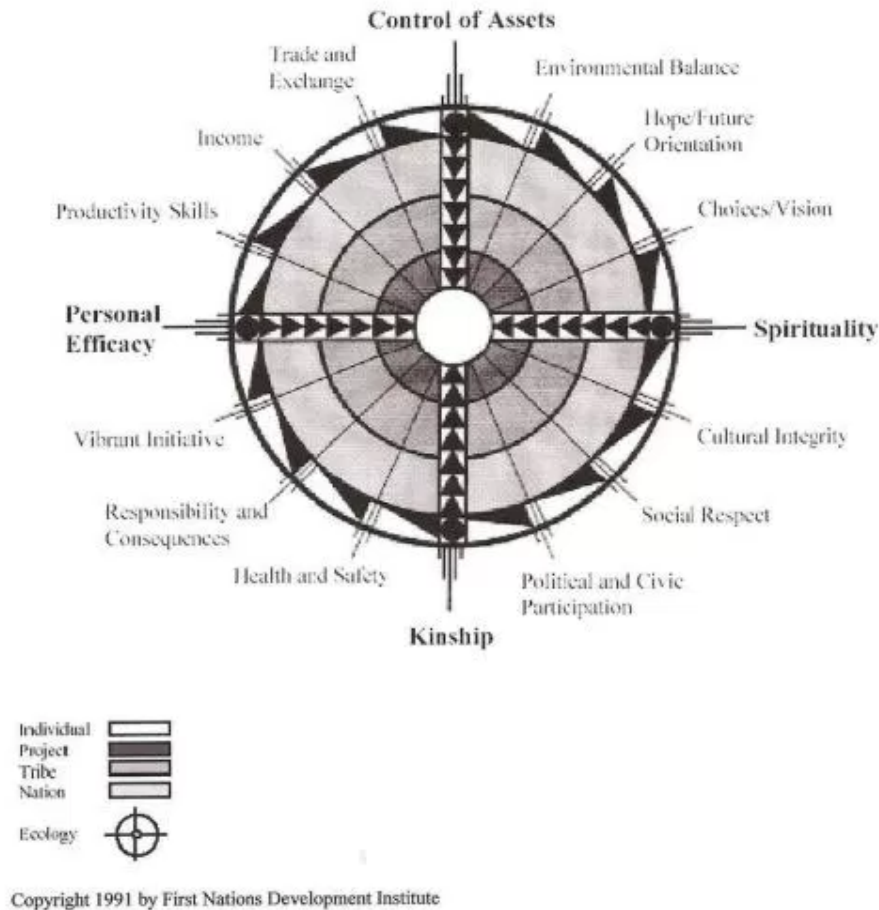 Control of Assets
Trade and
Exchange
Environmental Balance
Income
Hope/Future
Orientation
Productivity Skills
Choices/Vision
Personal
Efficacy
Spirituality
Vibrant Initiative
Cultural Integrity
Responsibility and
Consequences
Social Respect
Health and Safety
Political and Civic
Participation
Kinship
Individual
Project
Tribe
Nation
Ecology
Copyright 1991 by First Nations Development Institute